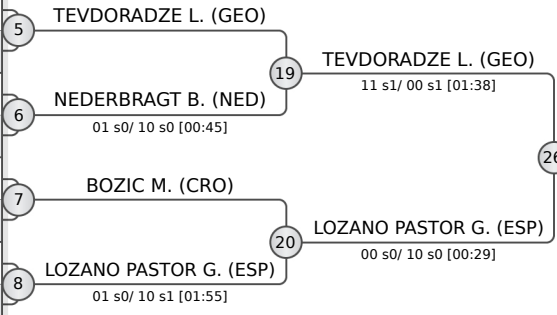 TEVDORADZE L. (GEO)
5
19
TEVDORADZE L. (GEO)
11 s1/ 00 s1 [01:38]
NEDERBRAGT B. (NED)
6
01 s0/ 10 s0 [00:45]
26
BOZIC M. (CRO)
7
20
LOZANO PASTOR G. (ESP)
00 s0/ 10 s0 [00:29]
LOZANO PASTOR G. (ESP)
8
01 s0/ 10 s1 [01:55]